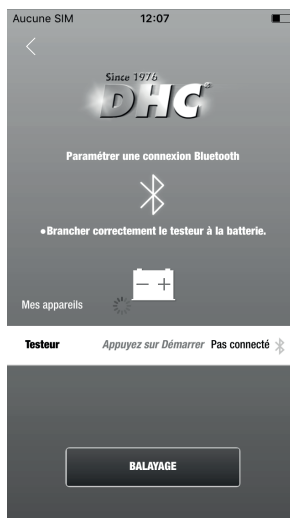 Aucune SIM 12:07
Since 1976
DHC®
Paramétrer une connexion Bluetooth
•Brancher correctement le testeur à la batterie.
Mes appareils
Testeur Appuyez sur Démarrer Pas connecté
BALAYAGE